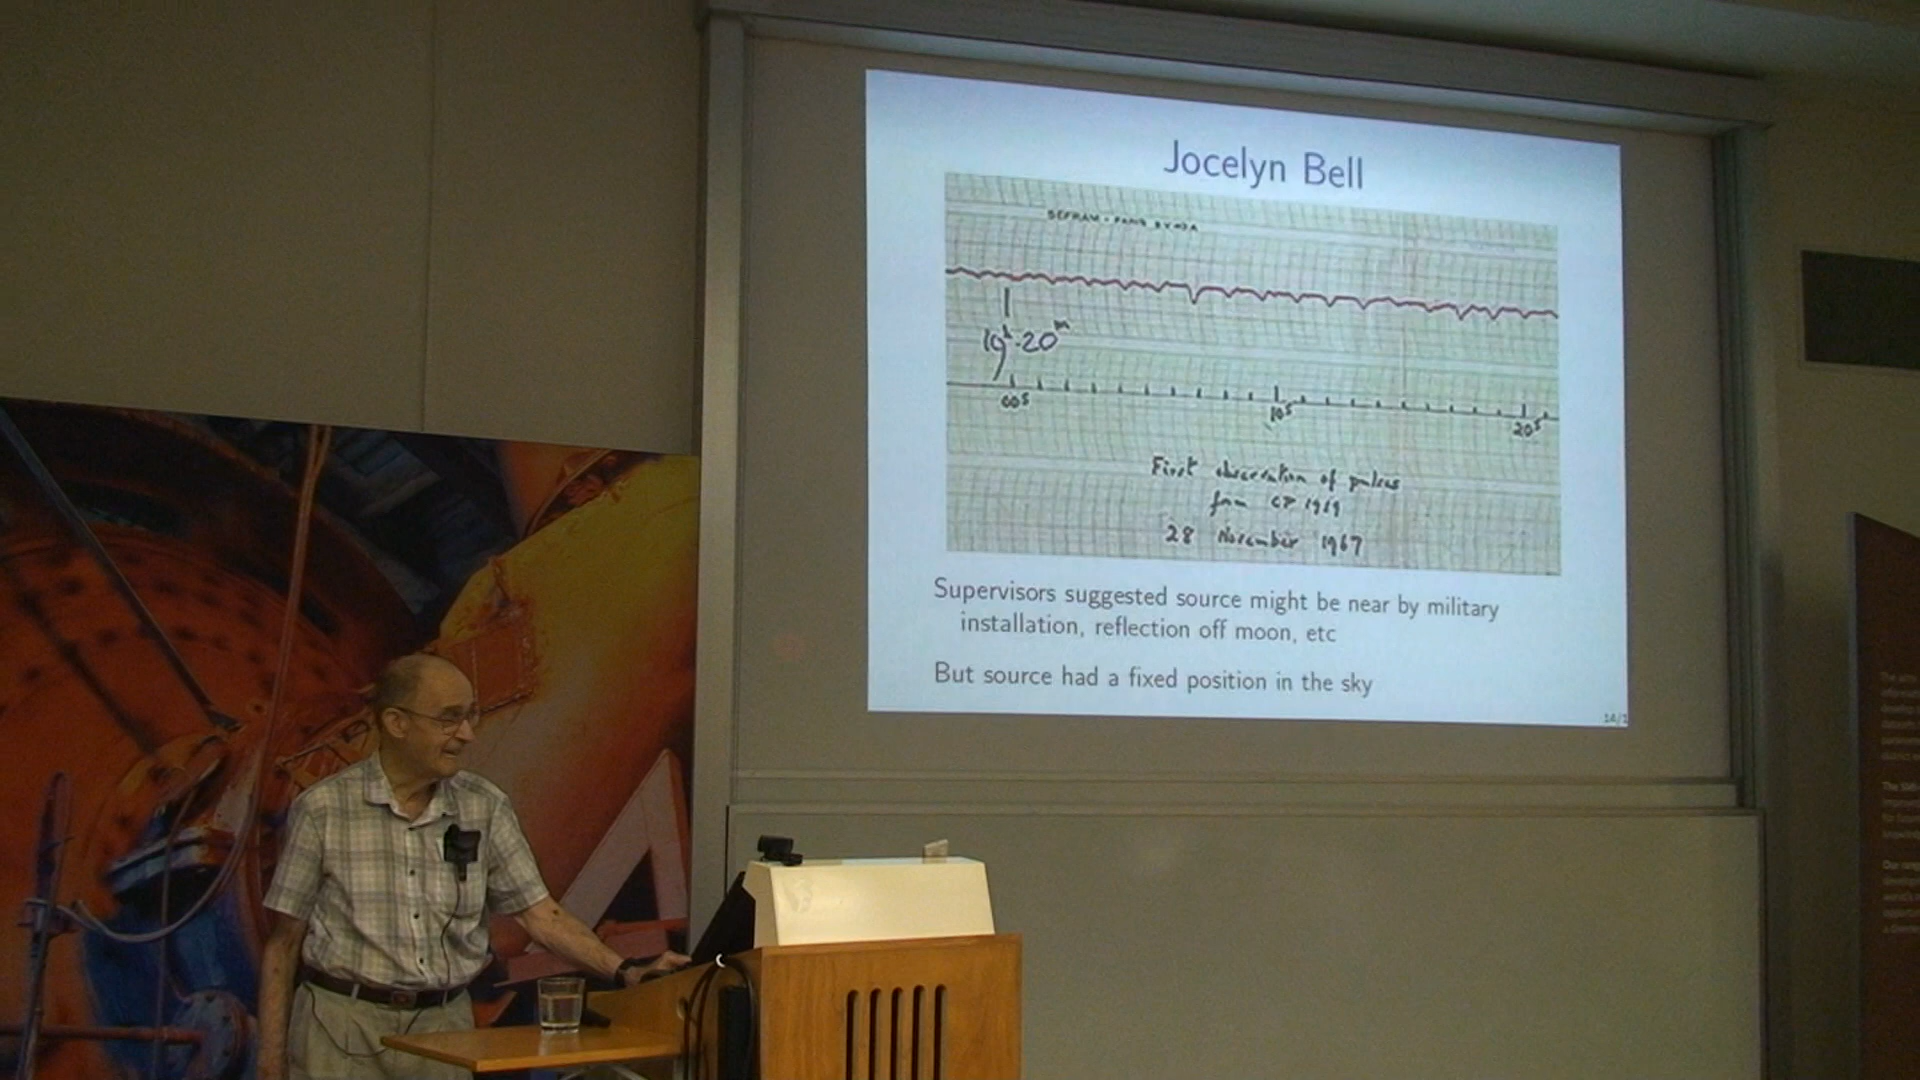 Jocelyn Bell
19h.20m
00s
10s
20s
First observation of pulses
from CP 1919
28 November 1967
Supervisors suggested source might be near by military
installation, reflection off moon, etc
But source had a fixed position in the sky